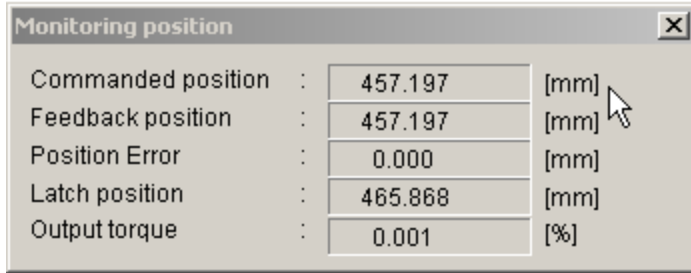 Monitoring position
Commanded position : 457.197 [mm]
Feedback position : 457.197 [mm]
Position Error : 0.000 [mm]
Latch position : 465.868 [mm]
Output torque : 0.001 [%]